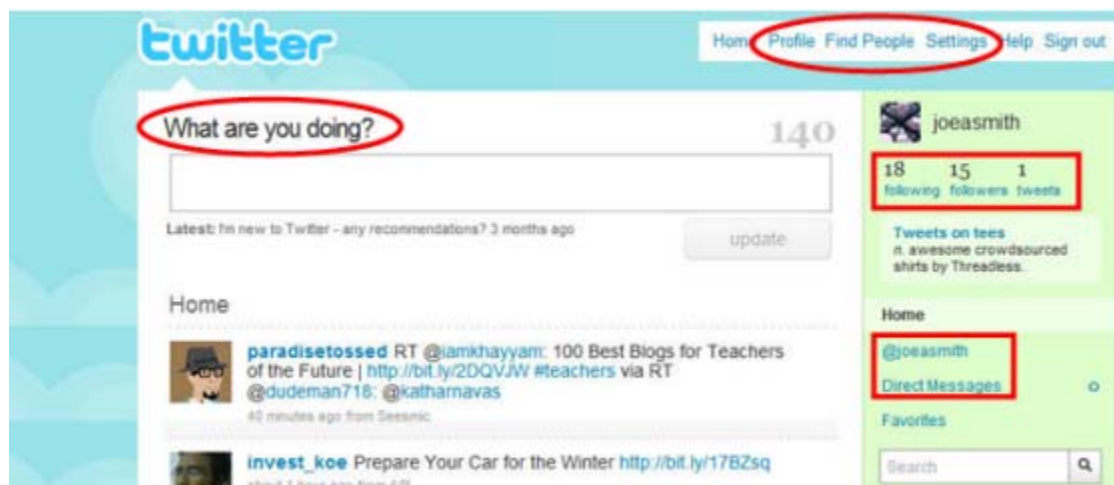 twitter
Home Profile Find People Settings Help Sign out
What are you doing?
140
Latest: I'm new to Twitter - any recommendations? 3 months ago
update
Home
paradisetossed RT @iamkhayyam: 100 Best Blogs for Teachers
of the Future | http://bit.ly/2DQVJW #teachers via RT
@dudeman718: @katharnavas
40 minutes ago from Seesmic
invest_koe Prepare Your Car for the Winter http://bit.ly/17BZsq
joeasmith
18 15 1
following followers tweets
Tweets on tees
n. awesome crowdsourced
shirts by Threadless.
Home
@joeasmith
Direct Messages 0
Favorites
Search